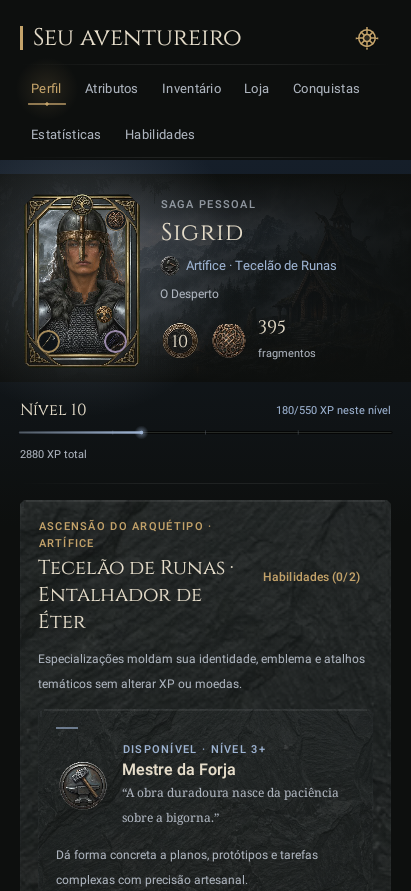 Seu aventureiro
Perfil Atributos Inventário Loja Conquistas
Estatísticas Habilidades
SAGA PESSOAL
Sigrid
Artífice · Tecelão de Runas
O Desperto
10
395
fragmentos
Nível 10
180/550 XP neste nível
2880 XP total
ASCENSÃO DO ARQUÉTIPO ·
ARTÍFICE
Tecelão de Runas ·
Entalhador de
Éter
Habilidades (0/2)
Especializações moldam sua identidade, emblema e atalhos
temáticos sem alterar XP ou moedas.
DISPONÍVEL · NÍVEL 3+
Mestre da Forja
“A obra duradoura nasce da paciência
sobre a bigorna.”
Dá forma concreta a planos, protótipos e tarefas
complexas com precisão artesanal.